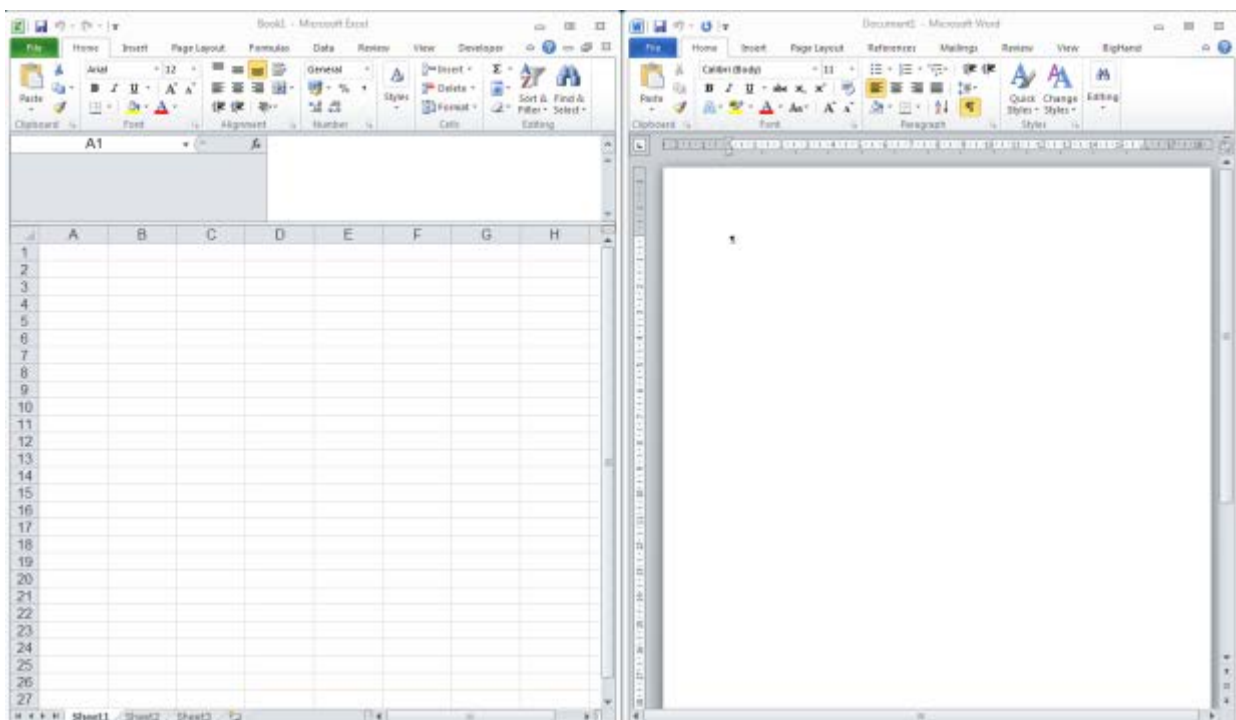 Book1 - Microsoft Excel
File Home Insert Page Layout Formulas Data Review View Developer
Arial 12 General Insert Σ
Paste B I U A A % Styles Delete Sort & Find &
A Format Filter Select
Clipboard Font Alignment Number Cells Editing
A1 fx
A B C D E F G H
1
2
3
4
5
6
7
8
9
10
11
12
13
14
15
16
17
18
19
20
21
22
23
24
25
26
27
Sheet1 Sheet2 Sheet3
- Microsoft Word
File Home Insert Page Layout References Mailings Review View BigHand
Calibri (Body) 11
Paste B I U abc x, x' Quick Change Editing
A A Aa A A Styles Styles
Clipboard Font Paragraph Styles
¶